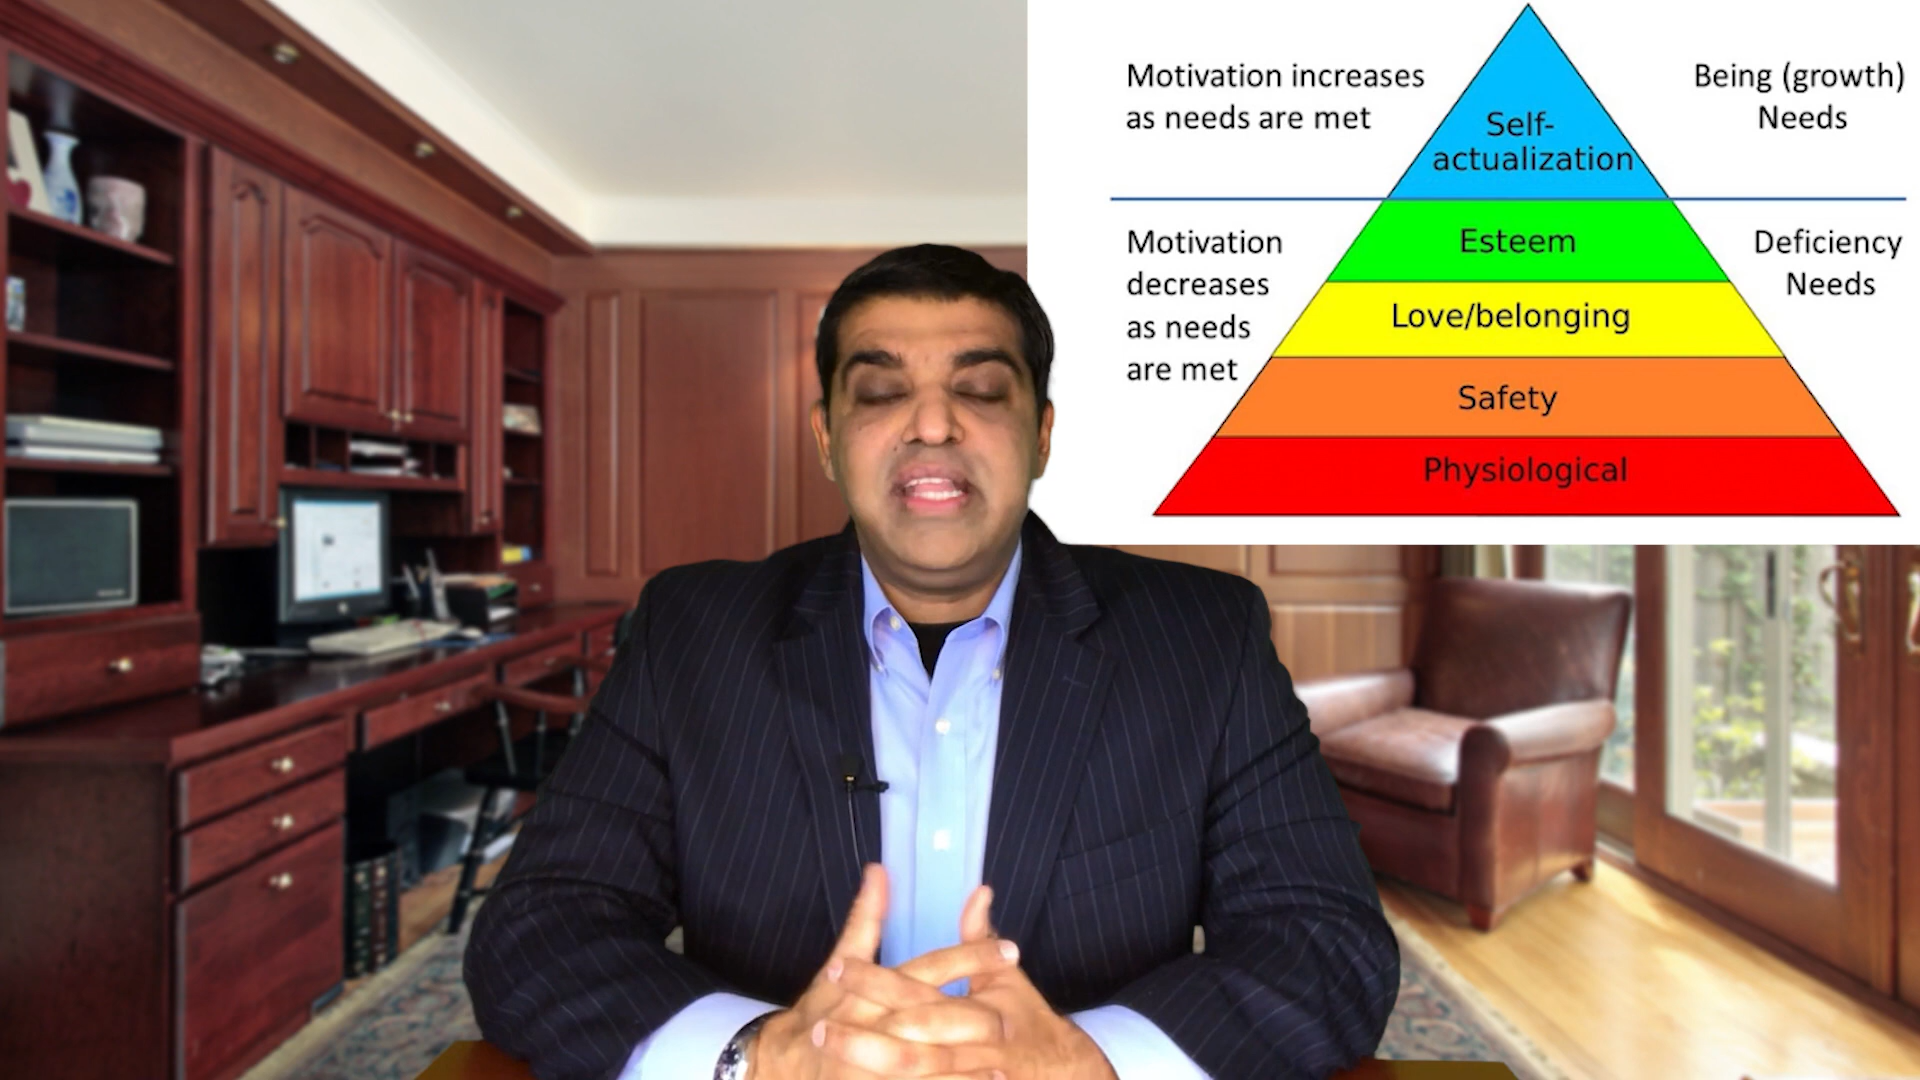 Motivation increases
as needs are met
Being (growth)
Needs
Self-
actualization
Motivation
decreases
as needs
are met
Esteem
Deficiency
Needs
Love/belonging
Safety
Physiological